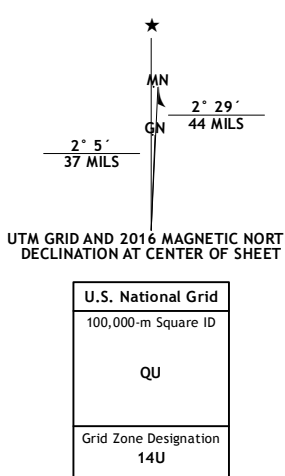 MN
2° 29´
44 MILS
GN
2° 5´
37 MILS
UTM GRID AND 2016 MAGNETIC NORT
DECLINATION AT CENTER OF SHEET
U.S. National Grid
100,000-m Square ID
QU
Grid Zone Designation
14U